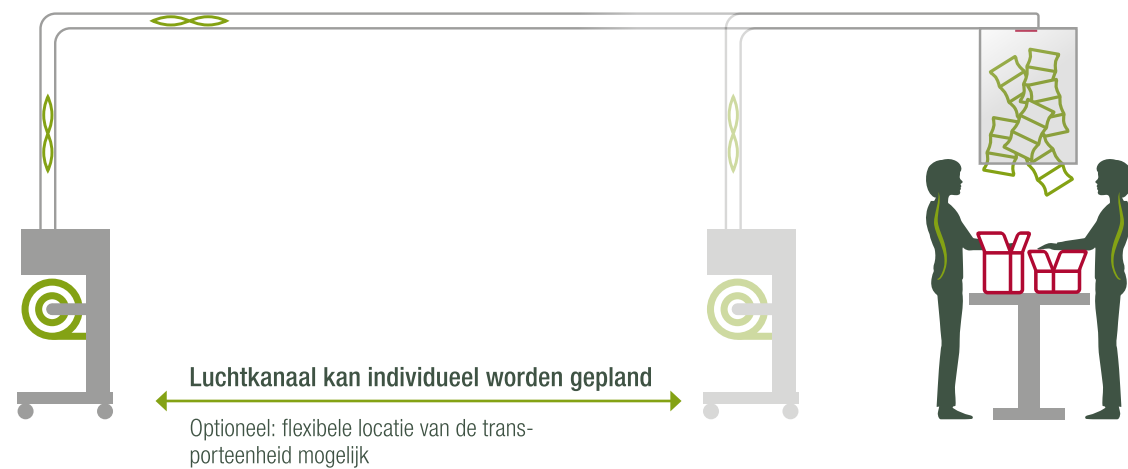 Luchtkanaal kan individueel worden gepland
Optioneel: flexibele locatie van de trans-
porteenheid mogelijk